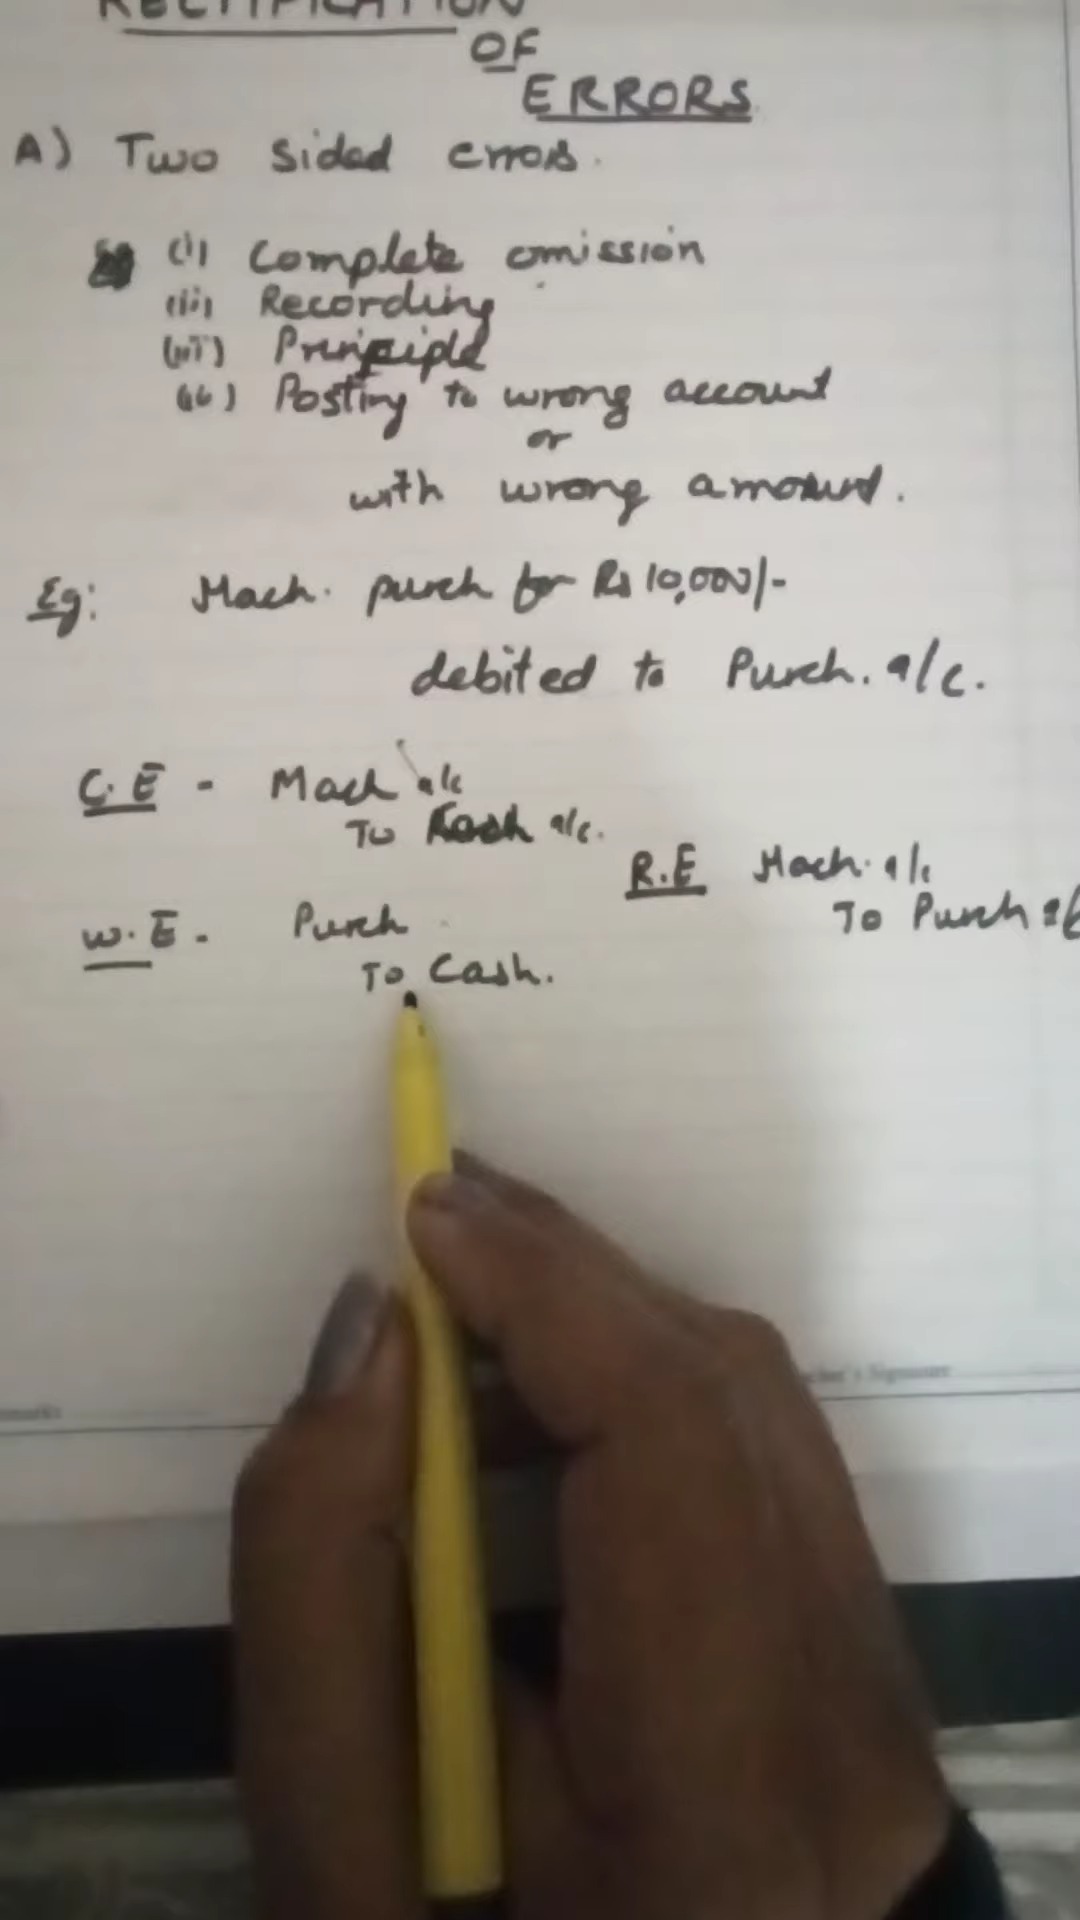 RECTIFICATION
OF
ERRORS
A) Two sided errors.
(i) Complete omission
(ii) Recording
(iii) Principle
(iv) Posting to wrong account
or
with wrong amount.
Eg: Mach. purch for Rs 10,000/-
debited to Purch. a/c.
C.E - Mach a/c
To Cash a/c.
R.E Mach. a/c
To Purch a/c
W.E. Purch
To Cash.